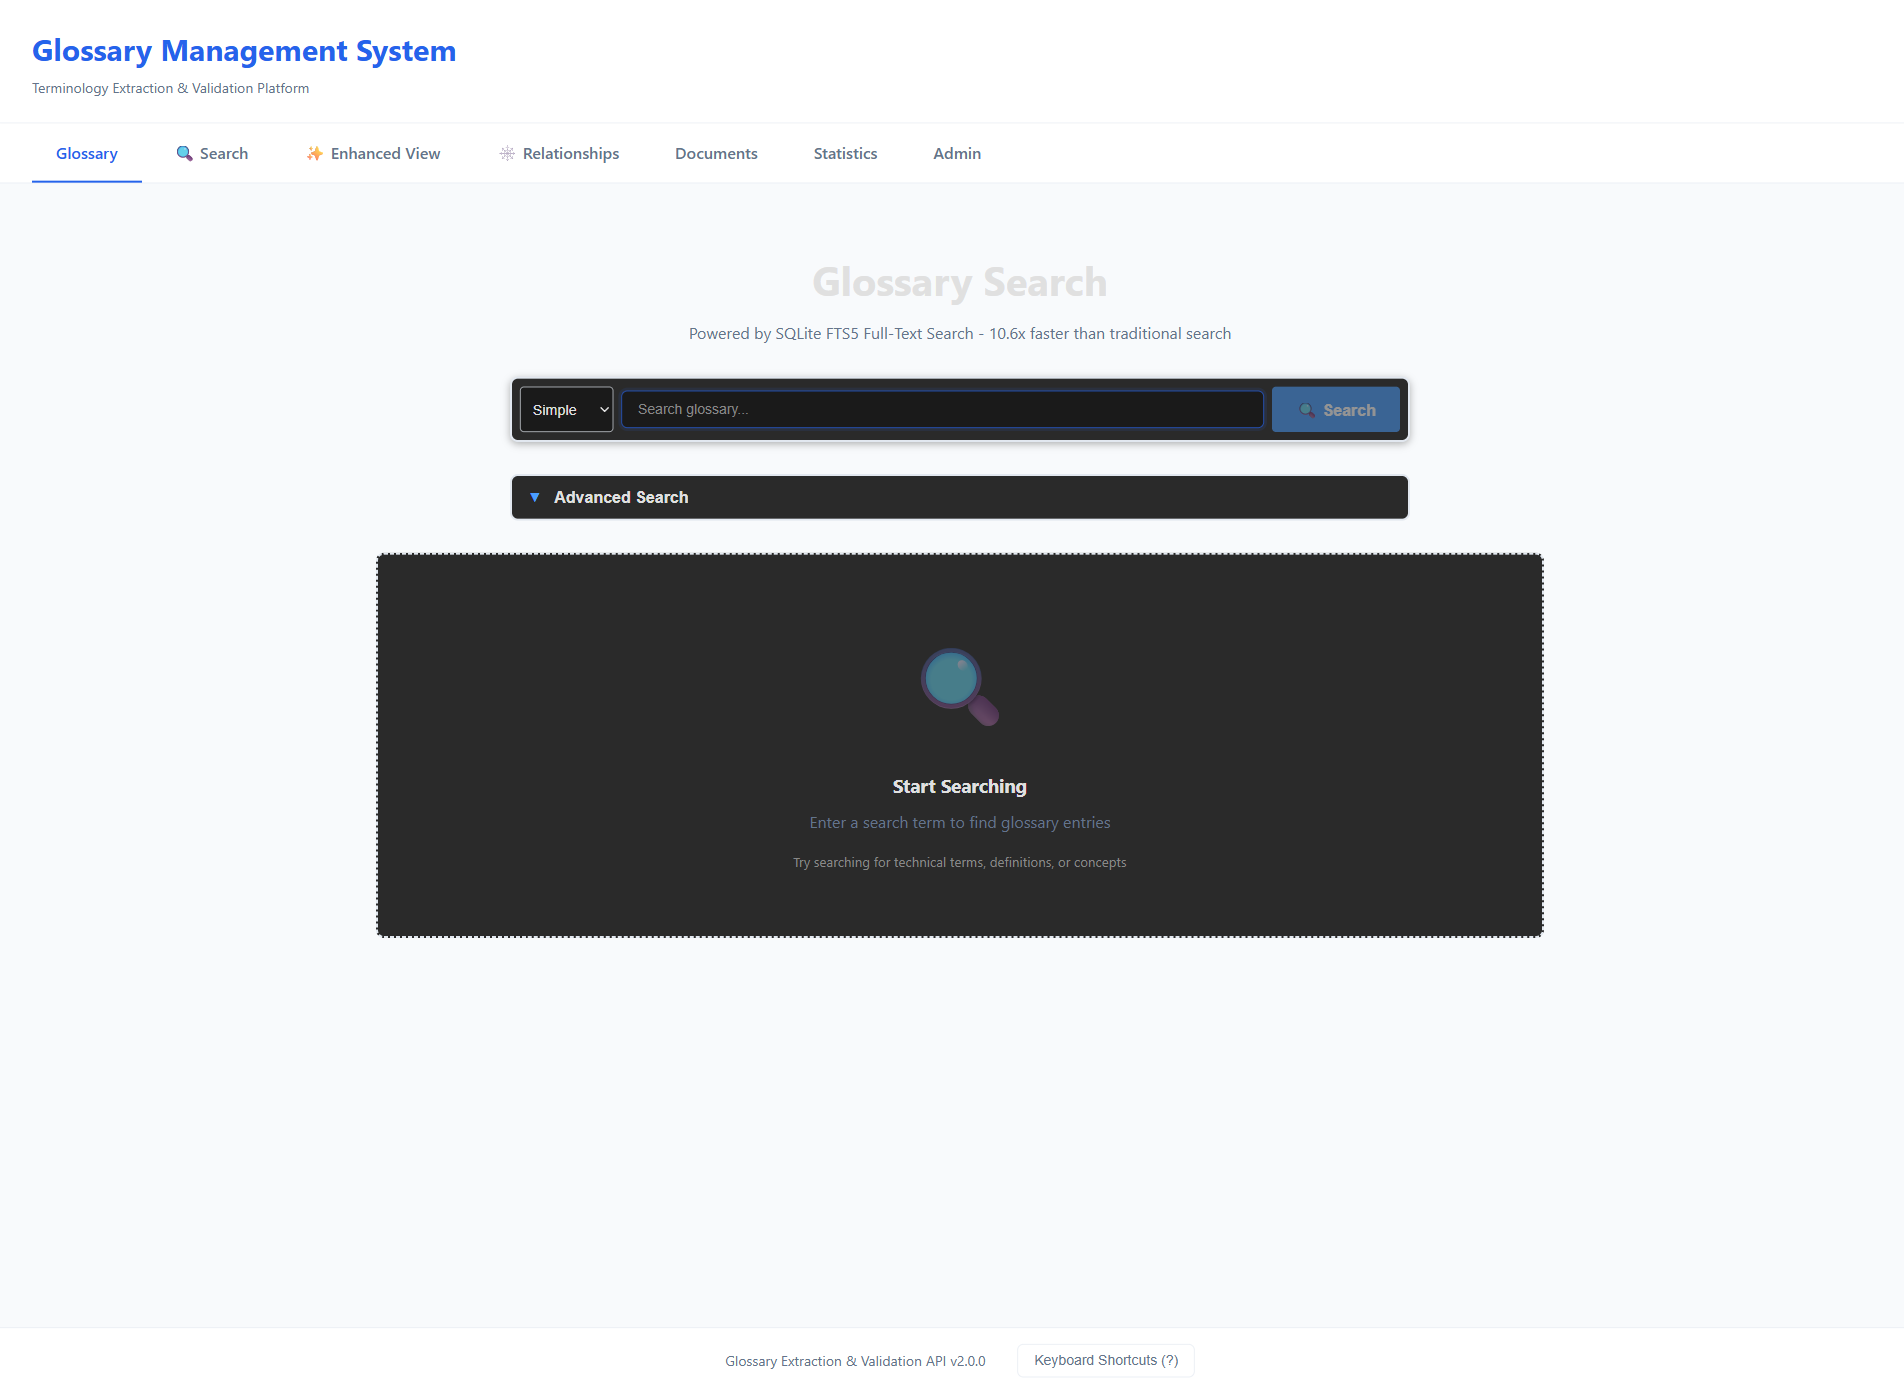 Glossary Management System
Terminology Extraction & Validation Platform
Glossary
Search
Enhanced View
Relationships
Documents
Statistics
Admin
Glossary Search
Powered by SQLite FTS5 Full-Text Search - 10.6x faster than traditional search
Simple
Search glossary...
Search
Advanced Search
Start Searching
Enter a search term to find glossary entries
Try searching for technical terms, definitions, or concepts
Glossary Extraction & Validation API v2.0.0
Keyboard Shortcuts (?)